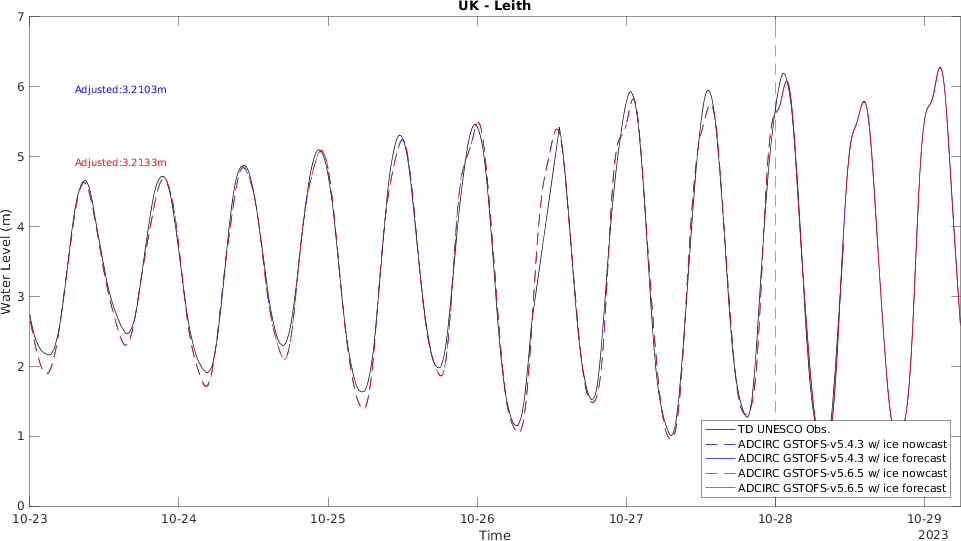 UK - Leith
7
6
5
4
3
2
1
0
Water Level (m)
Adjusted:3.2103m
Adjusted:3.2133m
TD UNESCO Obs.
ADCIRC GSTOFS-v5.4.3 w/ ice nowcast
ADCIRC GSTOFS-v5.4.3 w/ ice forecast
ADCIRC GSTOFS-v5.6.5 w/ ice nowcast
ADCIRC GSTOFS-v5.6.5 w/ ice forecast
10-23 10-24 10-25 10-26 10-27 10-28 10-29
Time
2023